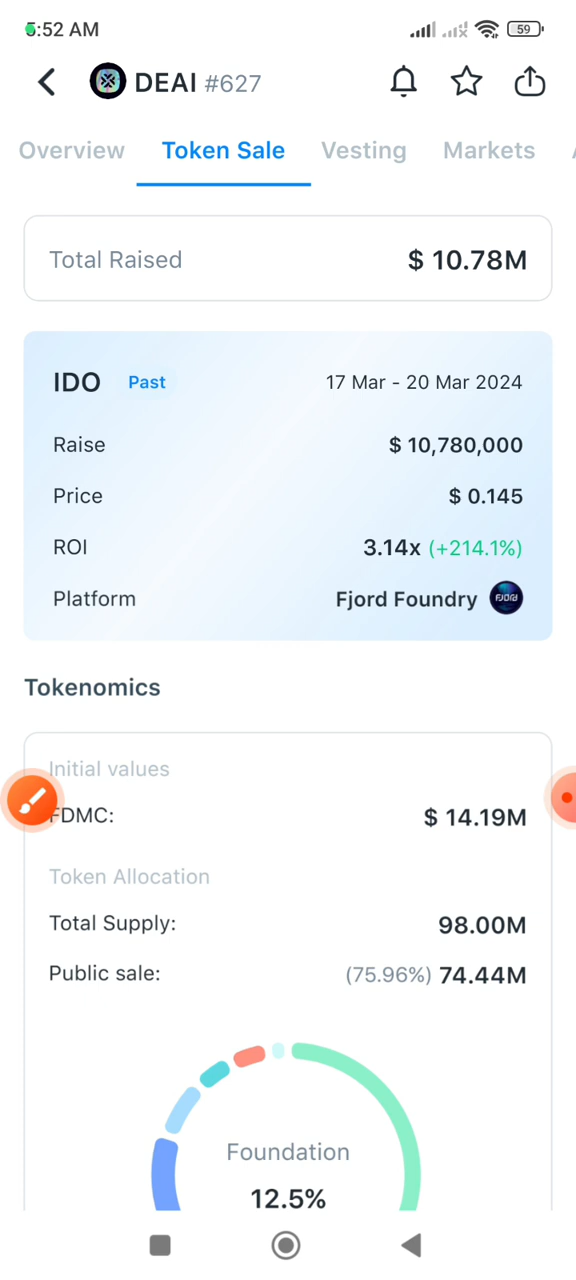 5:52 AM
59
DEAI #627
Overview Token Sale Vesting Markets
Total Raised $ 10.78M
IDO Past 17 Mar - 20 Mar 2024
Raise $ 10,780,000
Price $ 0.145
ROI 3.14x (+214.1%)
Platform Fjord Foundry FJORD
Tokenomics
Initial values
FDMC: $ 14.19M
Token Allocation
Total Supply: 98.00M
Public sale: (75.96%) 74.44M
Foundation
12.5%